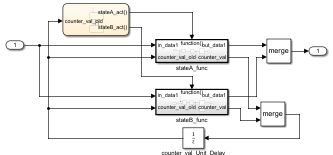 stateA_act()
counter_val_old
stateB_act()
1
in_data1
function()
out_data1
counter_val_old
counter_val
stateA_func
merge
1
in_data1
function()
out_data1
counter_val_old
counter_val
stateB_func
merge
1
z
counter_val_Unit_Delay